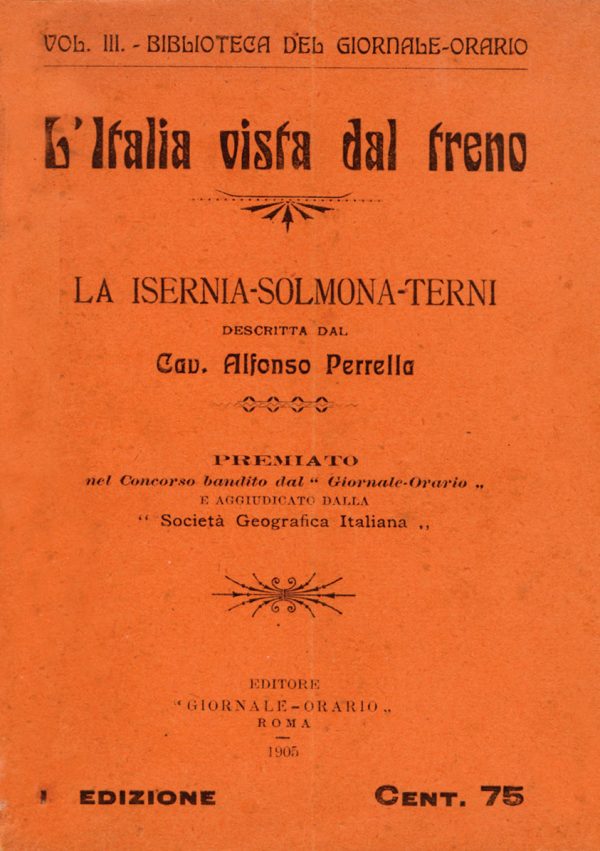 VOL. III. - BIBLIOTECA DEL GIORNALE-ORARIO
L'Italia vista dal treno
LA ISERNIA-SOLMONA-TERNI
DESCRITTA DAL
Cav. Alfonso Perrella
PREMIATO
nel Concorso bandito dal “ Giornale-Orario „
E AGGIUDICATO DALLA
“ Società Geografica Italiana „
EDITORE
“GIORNALE-ORARIO„
ROMA
1905
I EDIZIONE
CENT. 75